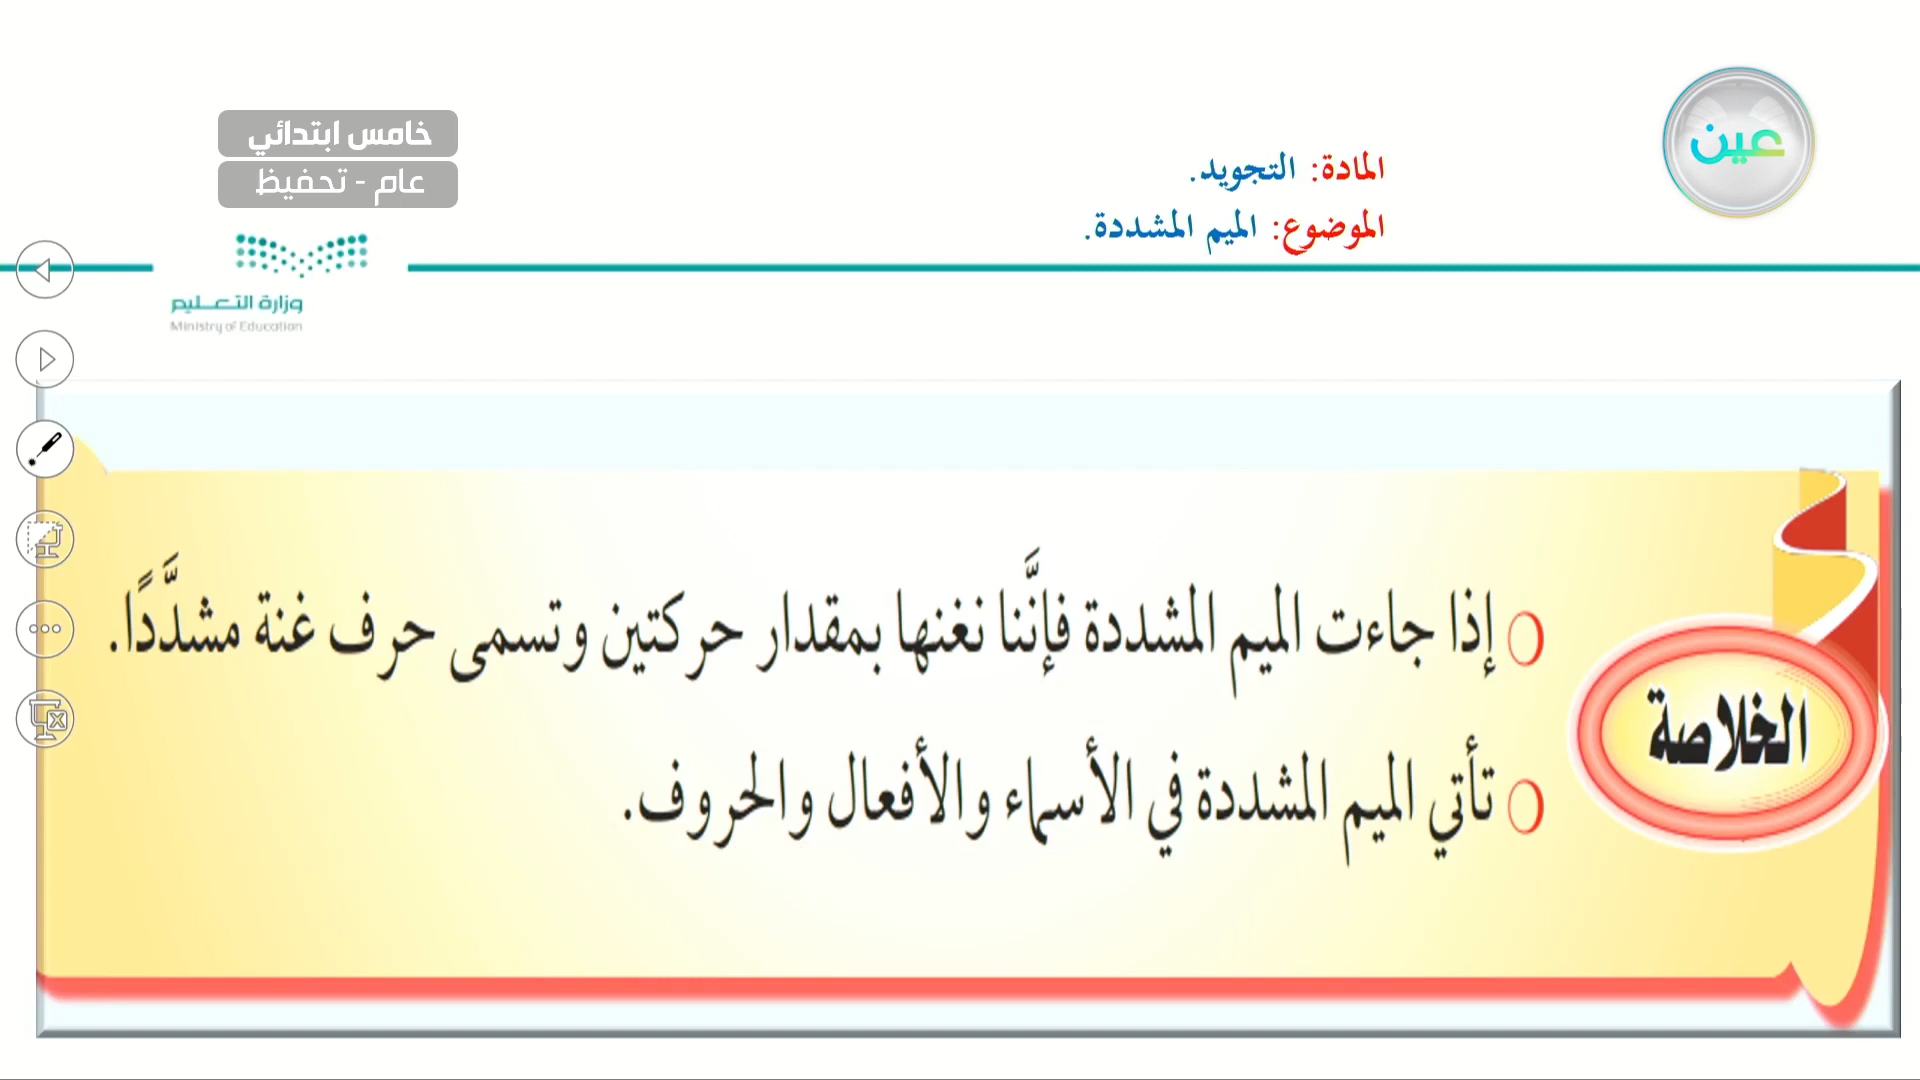 عين
خامس ابتدائي
عام - تحفيظ
المادة: التجويد.
الموضوع: الميم المشددة.
وزارة التعليم
Ministry of Education
الخلاصة
إذا جاءت الميم المشددة فإنَّنا نغنها بمقدار حركتين وتسمى حرف غنة مشدَّدًا.
تأتي الميم المشددة في الأسماء والأفعال والحروف.